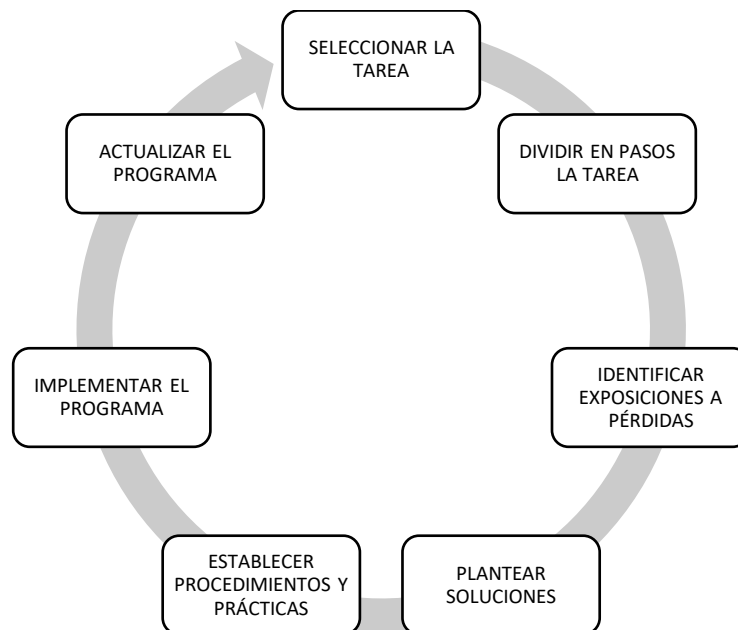 SELECCIONAR LA
TAREA
DIVIDIR EN PASOS
LA TAREA
IDENTIFICAR
EXPOSICIONES A
PÉRDIDAS
PLANTEAR
SOLUCIONES
ESTABLECER
PROCEDIMIENTOS Y
PRÁCTICAS
IMPLEMENTAR EL
PROGRAMA
ACTUALIZAR EL
PROGRAMA